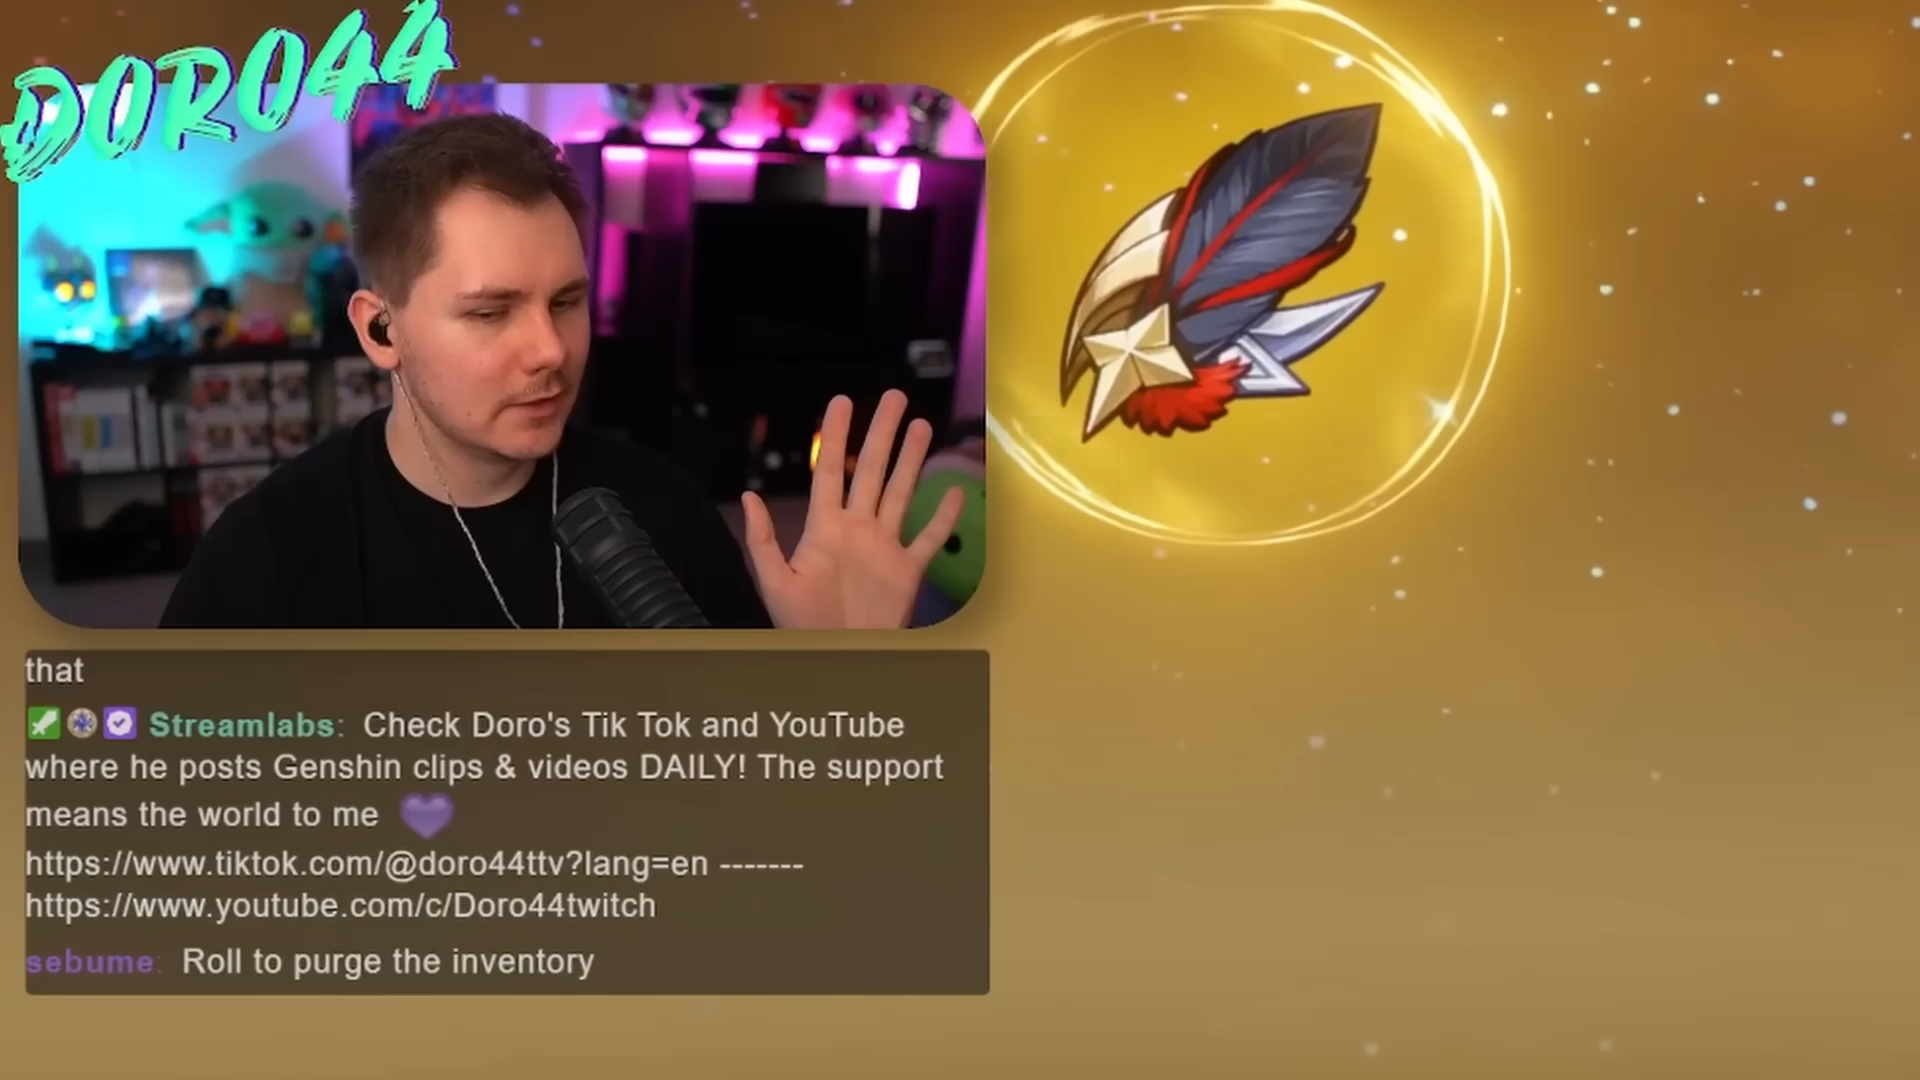 DORO44
that
Streamlabs: Check Doro's Tik Tok and YouTube
where he posts Genshin clips & videos DAILY! The support
means the world to me
https://www.tiktok.com/@doro44ttv?lang=en -------
https://www.youtube.com/c/Doro44twitch
sebume: Roll to purge the inventory